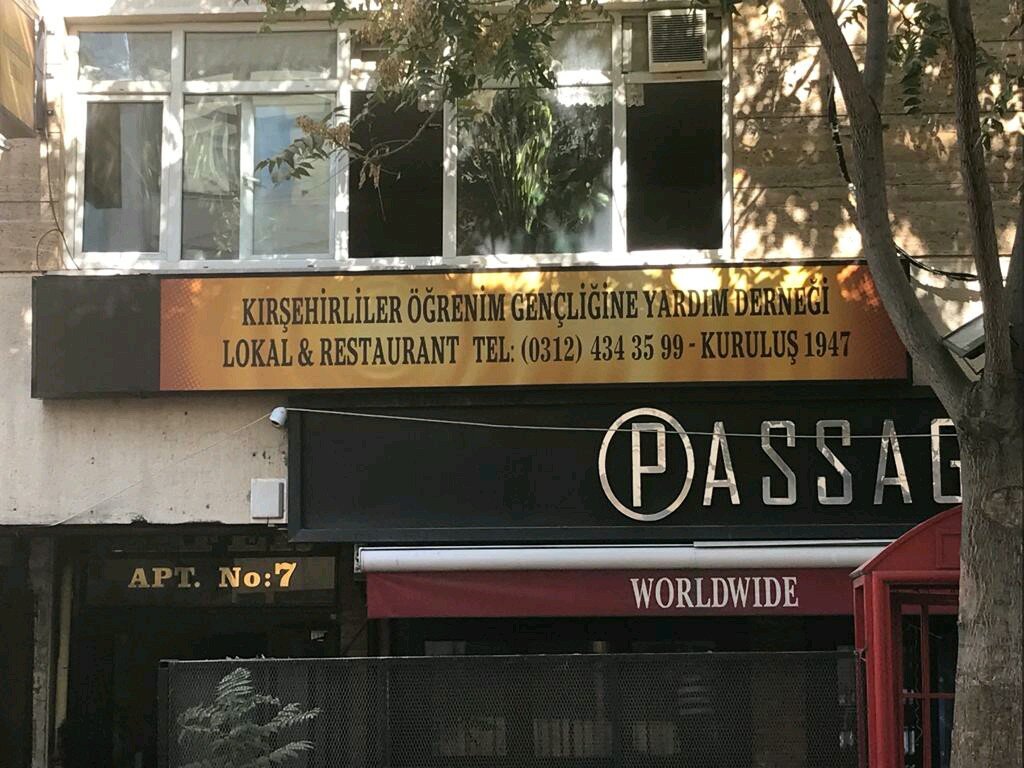 KIRŞEHİRLİLER ÖĞRENİM GENÇLİĞİNE YARDIM DERNEĞİ
LOKAL & RESTAURANT TEL: (0312) 434 35 99 - KURULUŞ 1947
PASSAG
APT. No:7
WORLDWIDE